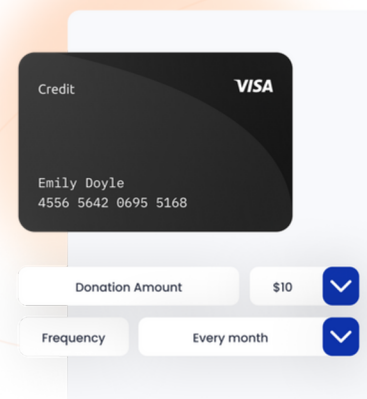 Credit
VISA
Emily Doyle
4556 5642 0695 5168
Donation Amount
$10
Frequency
Every month